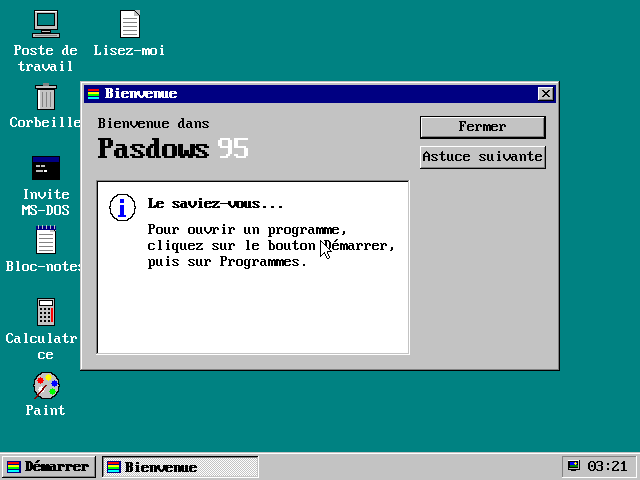 Poste de
travail
Lisez-moi
Corbeille
Invite
MS-DOS
Bloc-notes
Calculatr
ce
Paint
Bienvenue
Bienvenue dans
Pasdows 95
Fermer
Astuce suivante
Le saviez-vous...
Pour ouvrir un programme,
cliquez sur le bouton Démarrer,
puis sur Programmes.
Démarrer
Bienvenue
03:21